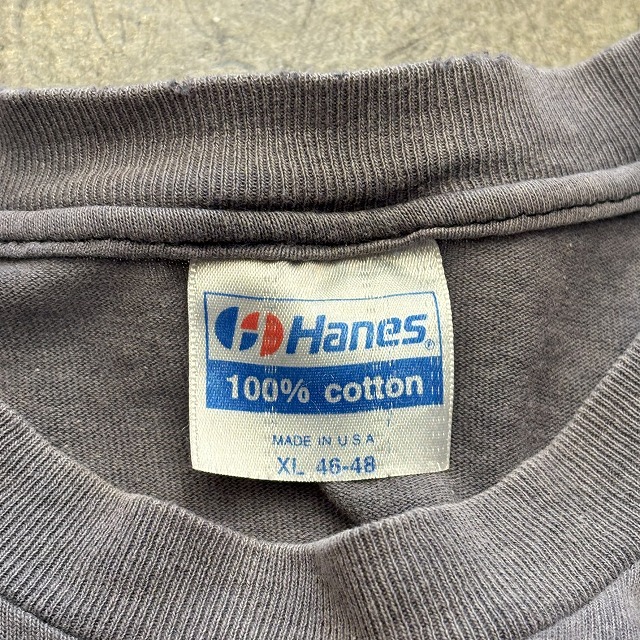 Hanes®
100% cotton
MADE IN U.S.A
XL 46-48